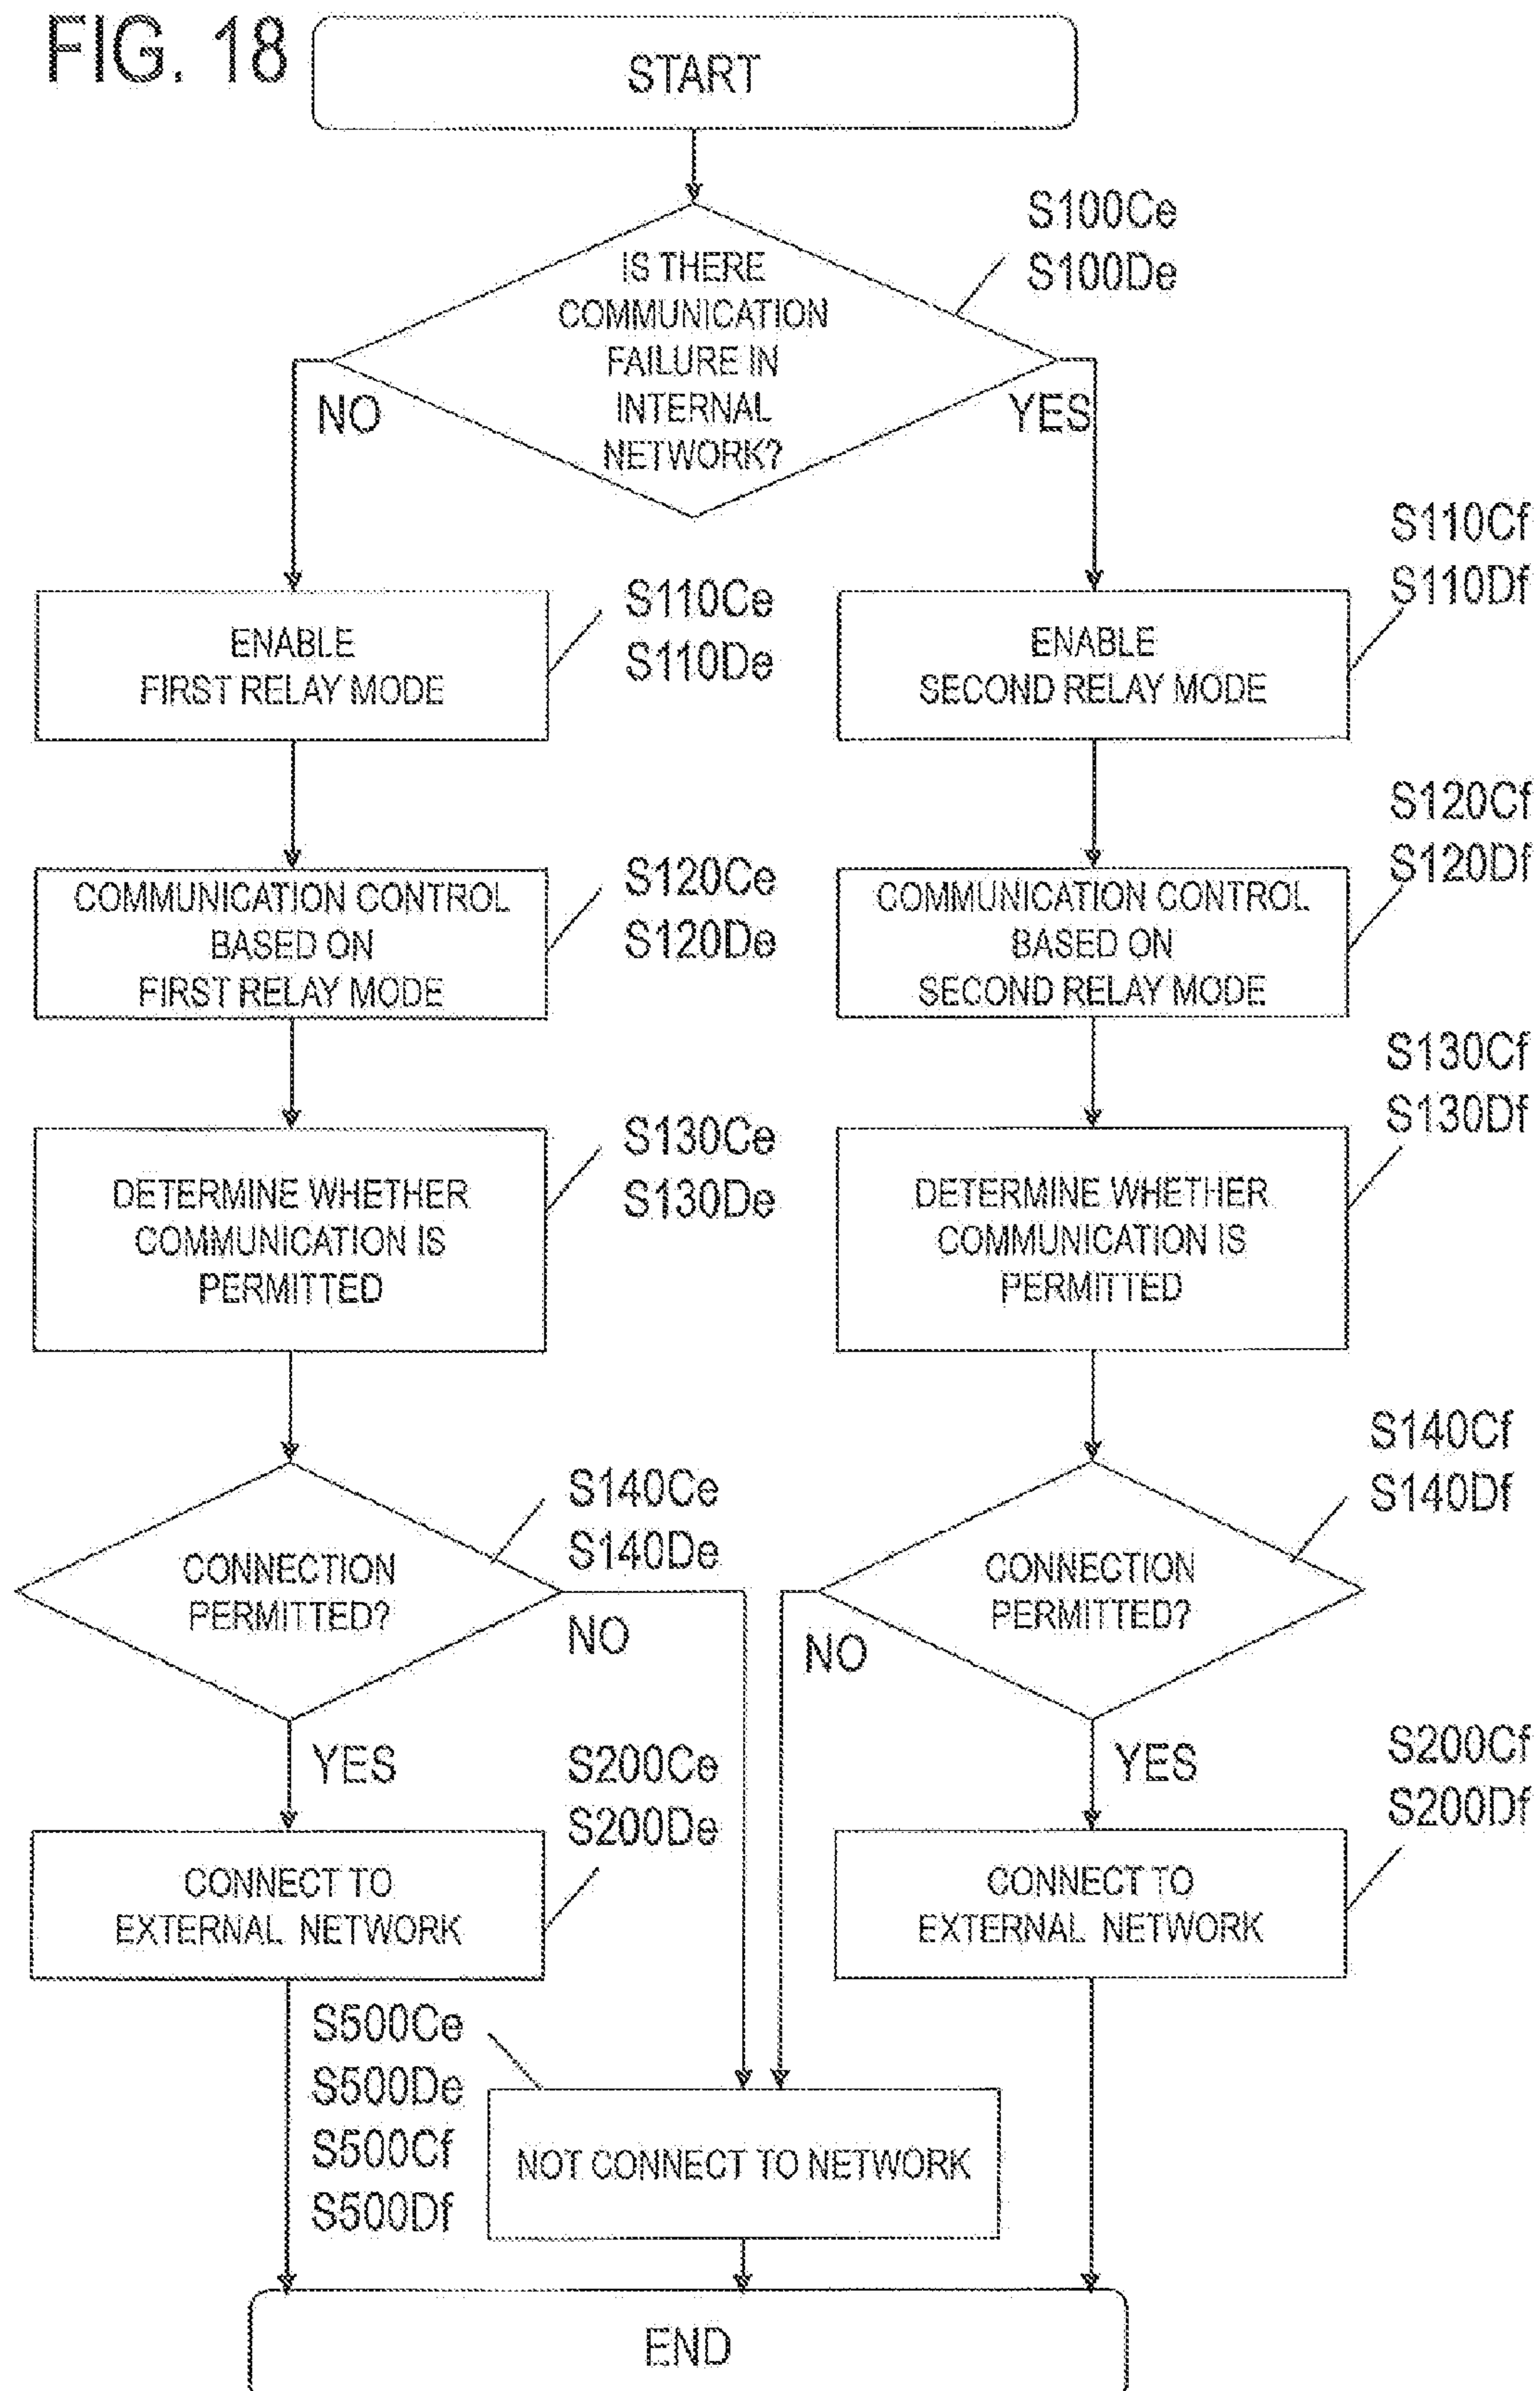 FIG. 18
START
S100Ce
S100De
IS THERE
COMMUNICATION
FAILURE IN
INTERNAL
NETWORK?
NO
YES
S110Ce
S110De
ENABLE
FIRST RELAY MODE
S110Cf
S110Df
ENABLE
SECOND RELAY MODE
S120Ce
S120De
COMMUNICATION CONTROL
BASED ON
FIRST RELAY MODE
S120Cf
S120Df
COMMUNICATION CONTROL
BASED ON
SECOND RELAY MODE
S130Ce
S130De
DETERMINE WHETHER
COMMUNICATION IS
PERMITTED
S130Cf
S130Df
DETERMINE WHETHER
COMMUNICATION IS
PERMITTED
S140Ce
S140De
CONNECTION
PERMITTED?
NO
YES
S140Cf
S140Df
CONNECTION
PERMITTED?
NO
YES
S200Ce
S200De
CONNECT TO
EXTERNAL NETWORK
S200Cf
S200Df
CONNECT TO
EXTERNAL NETWORK
S500Ce
S500De
S500Cf
S500Df
NOT CONNECT TO NETWORK
END